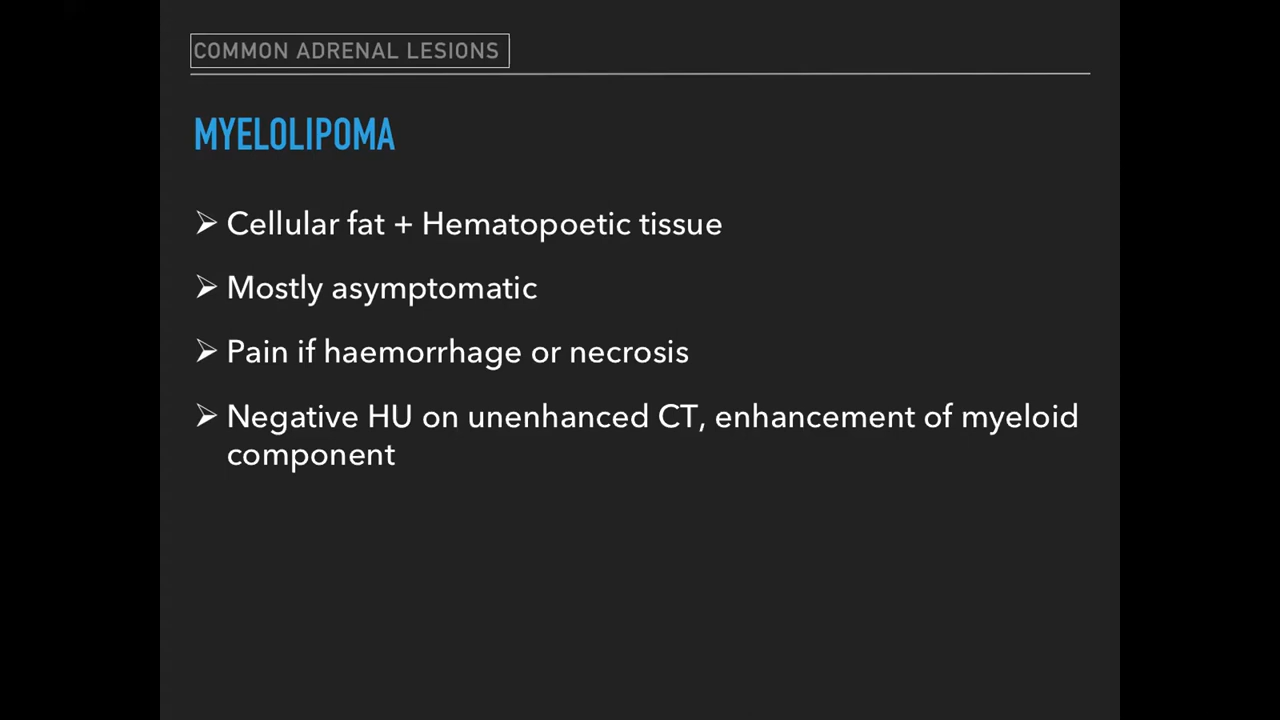 COMMON ADRENAL LESIONS
MYELOLIPOMA
➢ Cellular fat + Hematopoetic tissue
➢ Mostly asymptomatic
➢ Pain if haemorrhage or necrosis
➢ Negative HU on unenhanced CT, enhancement of myeloid
component